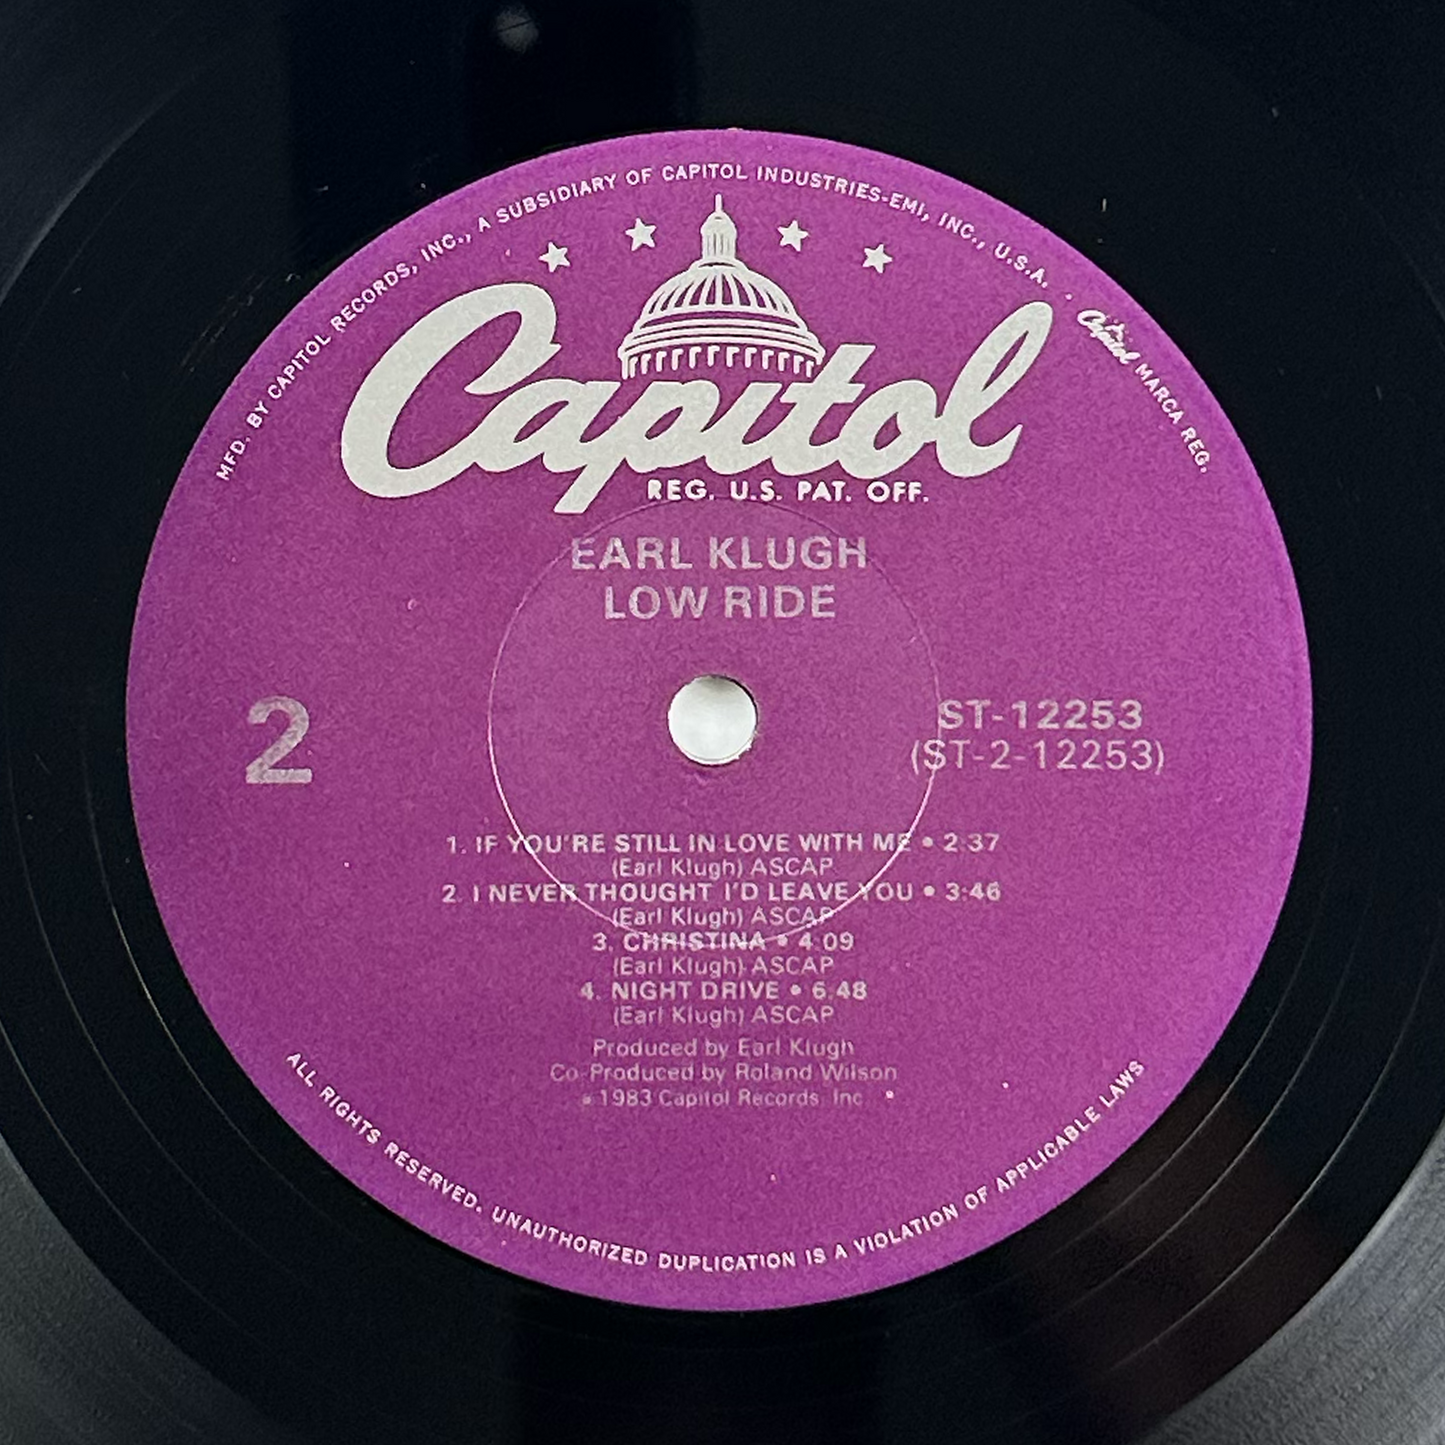 MFD. BY CAPITOL RECORDS, INC., A SUBSIDIARY OF CAPITOL INDUSTRIES-EMI, INC., U.S.A. · Capitol MARCA REG.
Capitol
REG. U.S. PAT. OFF.
EARL KLUGH
LOW RIDE
2
ST-12253
(ST-2-12253)
1. IF YOU'RE STILL IN LOVE WITH ME • 2:37
(Earl Klugh) ASCAP
2. I NEVER THOUGHT I'D LEAVE YOU • 3:46
(Earl Klugh) ASCAP
3. CHRISTINA • 4:09
(Earl Klugh) ASCAP
4. NIGHT DRIVE • 6:48
(Earl Klugh) ASCAP
Produced by Earl Klugh
Co-Produced by Roland Wilson
℗ 1983 Capitol Records, Inc.
ALL RIGHTS RESERVED. UNAUTHORIZED DUPLICATION IS A VIOLATION OF APPLICABLE LAWS